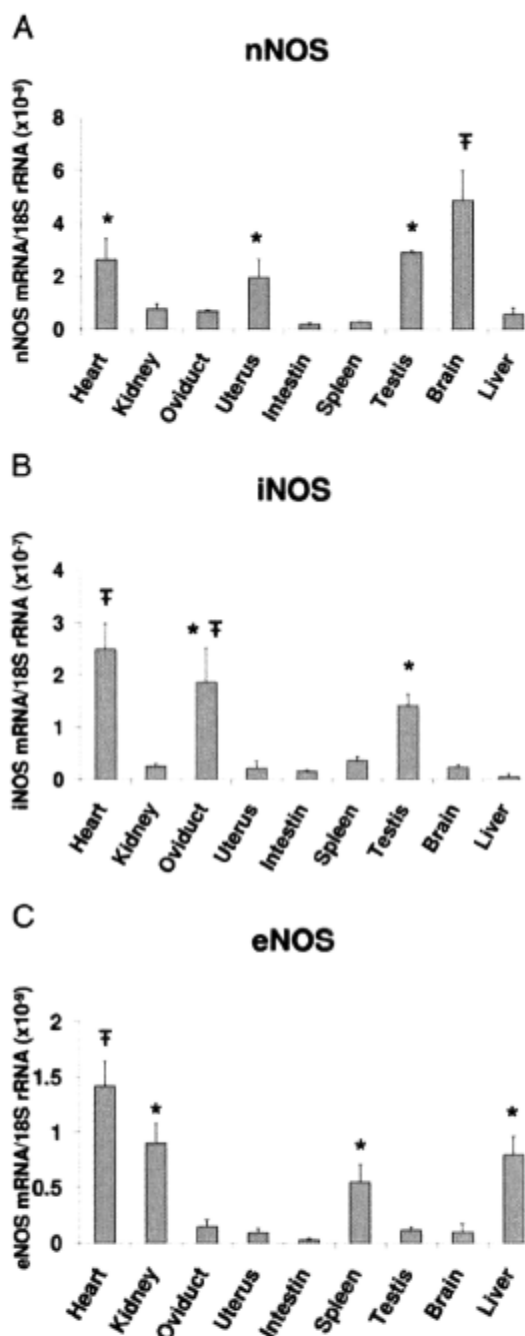 A
nNOS
nNOS mRNA/18S rRNA (x10⁻⁸)
8
6
4
2
0
*
*
*
Ŧ
Heart
Kidney
Oviduct
Uterus
Intestin
Spleen
Testis
Brain
Liver
B
iNOS
iNOS mRNA/18S rRNA (x10⁻⁷)
4
3
2
1
0
Ŧ
* Ŧ
*
Heart
Kidney
Oviduct
Uterus
Intestin
Spleen
Testis
Brain
Liver
C
eNOS
eNOS mRNA/18S rRNA (x10⁻⁹)
2
1.5
1
0.5
0
Ŧ
*
*
*
Heart
Kidney
Oviduct
Uterus
Intestin
Spleen
Testis
Brain
Liver